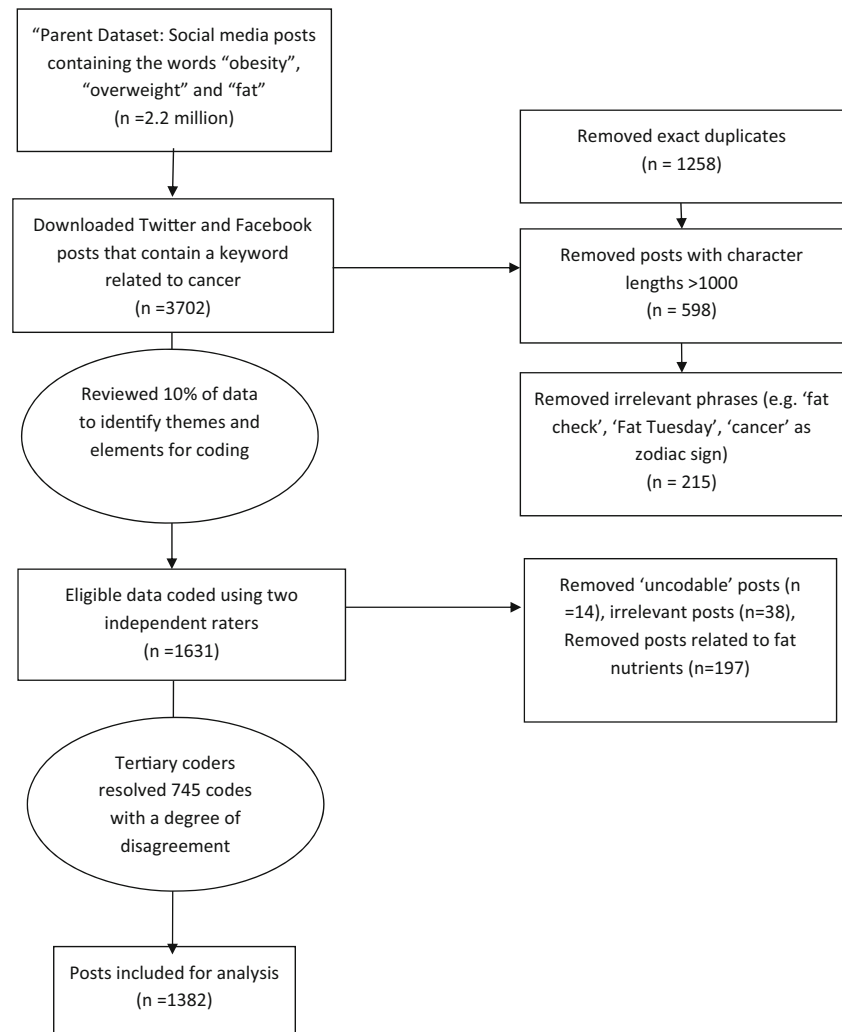 “Parent Dataset: Social media posts
containing the words “obesity”,
“overweight” and “fat”
(n =2.2 million)
Removed exact duplicates
(n = 1258)
Downloaded Twitter and Facebook
posts that contain a keyword
related to cancer
(n =3702)
Removed posts with character
lengths >1000
(n = 598)
Reviewed 10% of data
to identify themes and
elements for coding
Removed irrelevant phrases (e.g. ‘fat
check’, ‘Fat Tuesday’, ‘cancer’ as
zodiac sign)
(n = 215)
Eligible data coded using two
independent raters
(n =1631)
Removed ‘uncodable’ posts (n
=14), irrelevant posts (n=38),
Removed posts related to fat
nutrients (n=197)
Tertiary coders
resolved 745 codes
with a degree of
disagreement
Posts included for analysis
(n =1382)